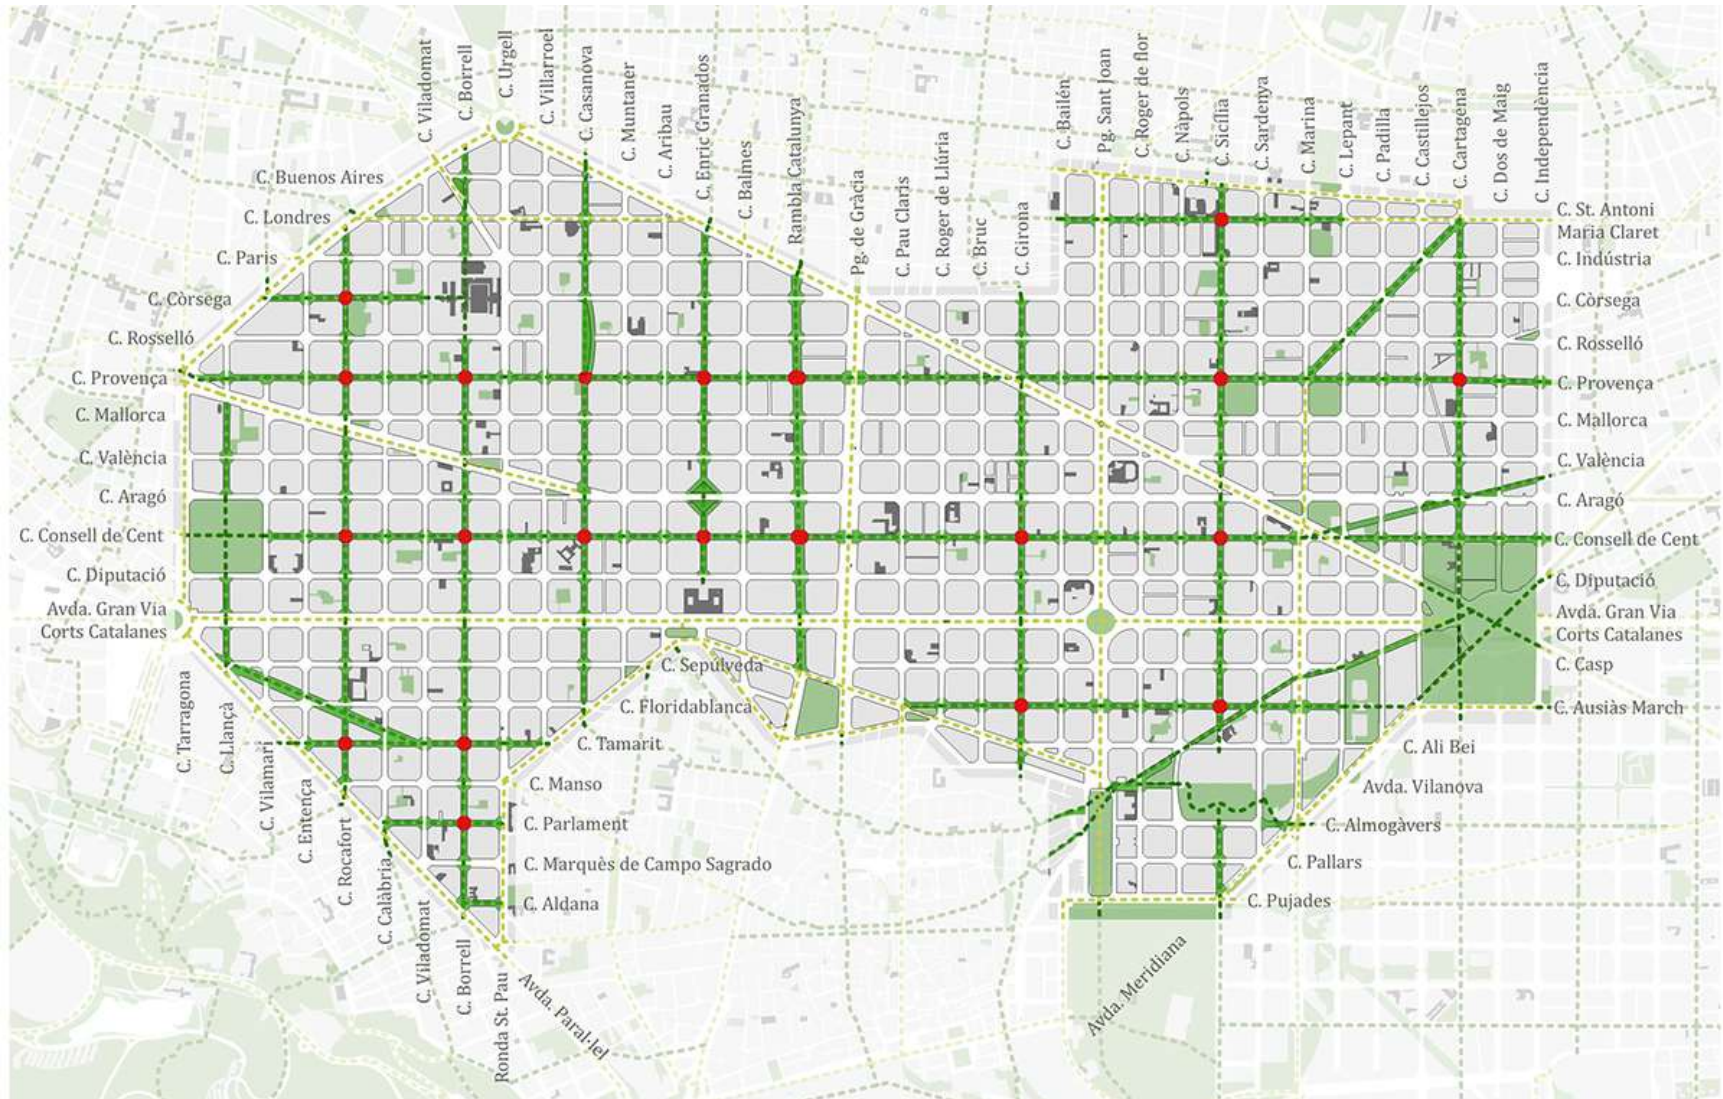 C. Viladomat
C. Borrell
C. Urgell
C. Villarroel
C. Casanova
C. Muntaner
C. Aribau
C. Enric Granados
C. Balmes
Rambla Catalunya
Pg. de Gràcia
C. Pau Claris
C. Roger de Llúria
C. Bruc
C. Girona
C. Bailèn
Pg. Sant Joan
C. Roger de flor
C. Nàpols
C. Sicília
C. Sardenya
C. Marina
C. Lepant
C. Padilla
C. Castillejos
C. Cartagena
C. Dos de Maig
C. Independència
C. Buenos Aires
C. Londres
C. Paris
C. Còrsega
C. Rosselló
C. Provença
C. Mallorca
C. València
C. Aragó
C. Consell de Cent
C. Diputació
Avda. Gran Via
Corts Catalanes
C. St. Antoni
Maria Claret
C. Indústria
C. Còrsega
C. Rosselló
C. Provença
C. Mallorca
C. València
C. Aragó
C. Consell de Cent
C. Diputació
Avda. Gran Via
Corts Catalanes
C. Casp
C. Ausiàs March
C. Ali Bei
Avda. Vilanova
C. Almogàvers
C. Pallars
C. Pujades
C. Sepúlveda
C. Floridablanca
C. Tamarit
C. Manso
C. Parlament
C. Marquès de Campo Sagrado
C. Aldana
C. Tarragona
C. Llançà
C. Vilamarí
C. Entença
C. Rocafort
C. Calàbria
C. Viladomat
C. Borrell
Ronda St. Pau
Avda. Paral·lel
Avda. Meridiana